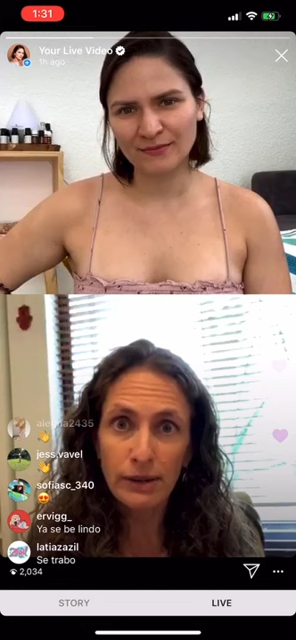 1:31
Your Live Video
1h ago
aleyna2435
jess.vavel
sofiasc_340
ervigg_
Ya se be lindo
latiazazil
Se trabo
2,034
STORY
LIVE